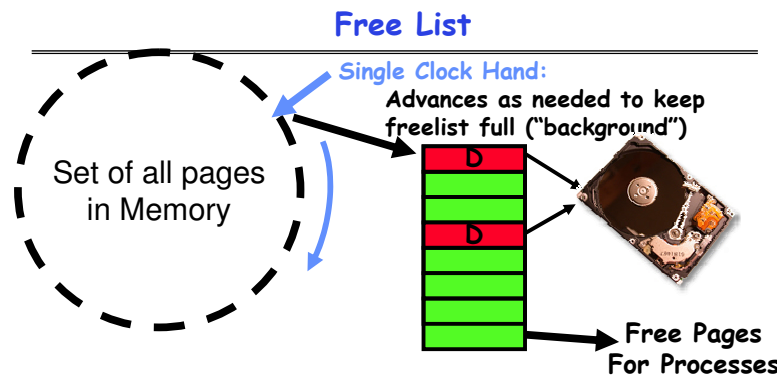 Free List
Single Clock Hand:
Advances as needed to keep
freelist full (“background”)
Set of all pages
in Memory
D
D
Free Pages
For Processes